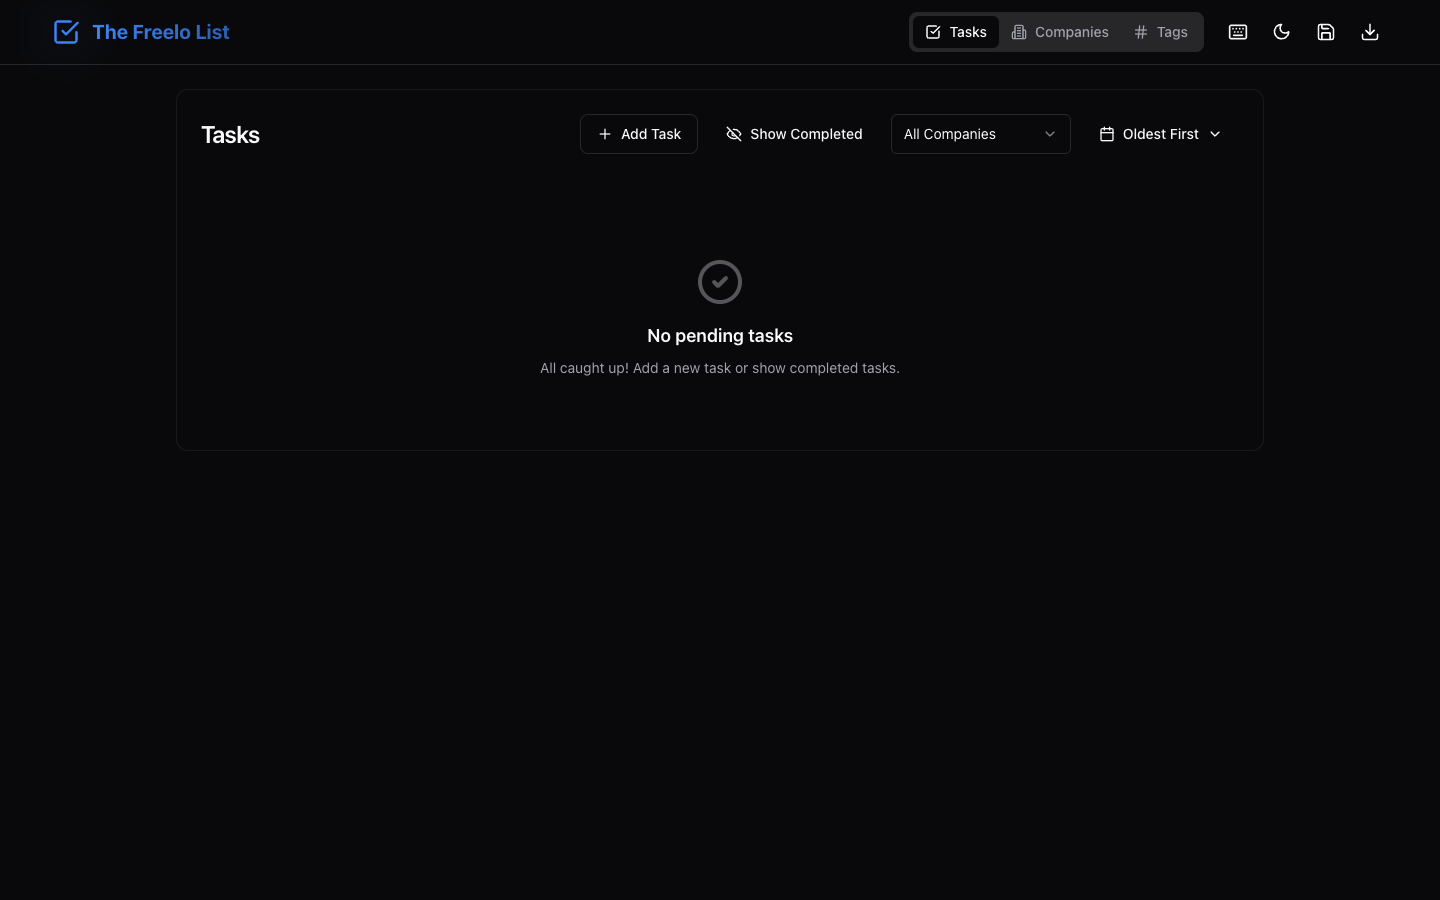 The Freelo List
Tasks Companies Tags
Tasks
Add Task Show Completed All Companies Oldest First
No pending tasks
All caught up! Add a new task or show completed tasks.